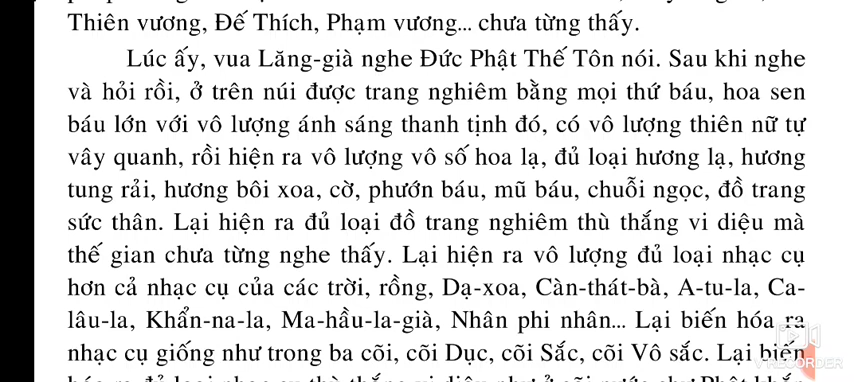 Thiên vương, Đế Thích, Phạm vương... chưa từng thấy.
Lúc ấy, vua Lăng-già nghe Đức Phật Thế Tôn nói. Sau khi nghe
và hỏi rồi, ở trên núi được trang nghiêm bằng mọi thứ báu, hoa sen
báu lớn với vô lượng ánh sáng thanh tịnh đó, có vô lượng thiên nữ tự
vây quanh, rồi hiện ra vô lượng vô số hoa lạ, đủ loại hương lạ, hương
tung rải, hương bôi xoa, cờ, phướn báu, mũ báu, chuỗi ngọc, đồ trang
sức thân. Lại hiện ra đủ loại đồ trang nghiêm thù thắng vi diệu mà
thế gian chưa từng nghe thấy. Lại hiện ra vô lượng đủ loại nhạc cụ
hơn cả nhạc cụ của các trời, rồng, Dạ-xoa, Càn-thát-bà, A-tu-la, Ca-
lâu-la, Khẩn-na-la, Ma-hầu-la-già, Nhân phi nhân... Lại biến hóa ra
nhạc cụ giống như trong ba cõi, cõi Dục, cõi Sắc, cõi Vô sắc. Lại biến
RECORDER